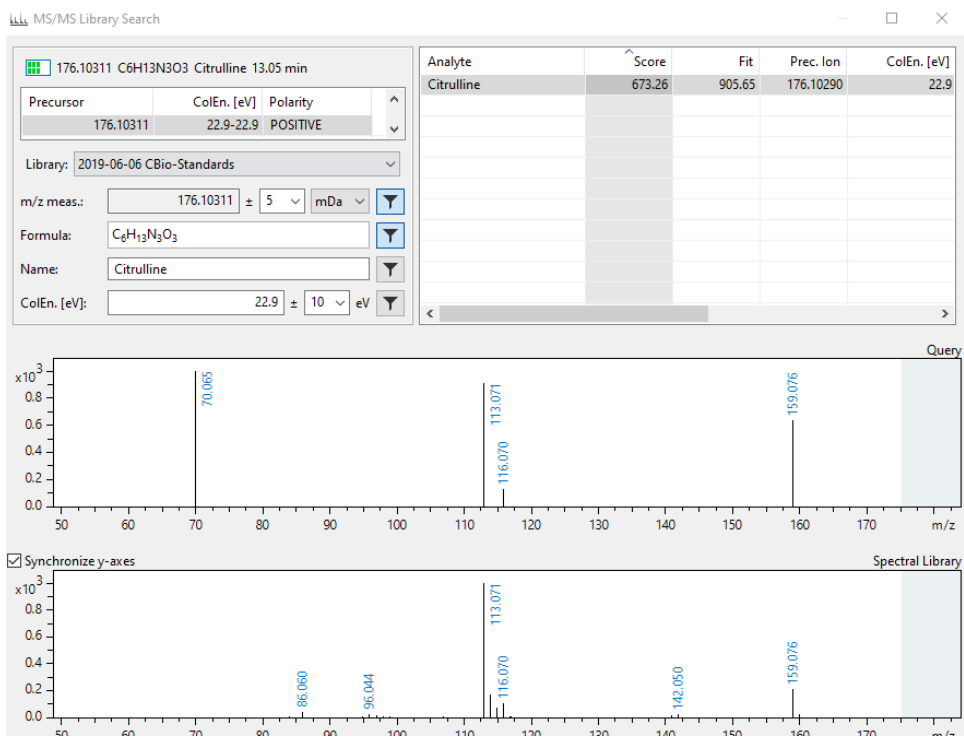 MS/MS Library Search
176.10311 C6H13N3O3 Citrulline 13.05 min
Precursor ColEn. [eV] Polarity
176.10311 22.9-22.9 POSITIVE
Library: 2019-06-06 CBio-Standards
m/z meas.: 176.10311 ± 5 mDa
Formula: C₆H₁₃N₃O₃
Name: Citrulline
ColEn. [eV]: 22.9 ± 10 eV
Analyte Score Fit Prec. Ion ColEn. [eV]
Citrulline 673.26 905.65 176.10290 22.9
Query
x10³
0.8
0.6
0.4
0.2
0.0
70.065
113.071
116.070
159.076
50 60 70 80 90 100 110 120 130 140 150 160 170 m/z
Synchronize y-axes Spectral Library
x10³
0.8
0.6
0.4
0.2
0.0
86.060
96.044
113.071
116.070
142.050
159.076
50 60 70 80 90 100 110 120 130 140 150 160 170 m/z